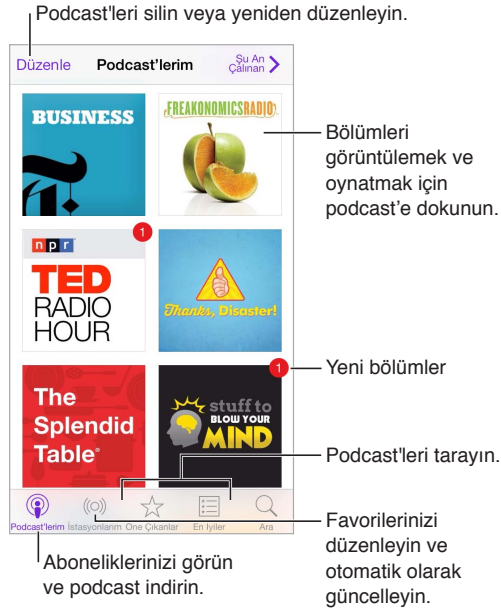 Podcast'leri silin veya yeniden düzenleyin.
Düzenle
Podcast'lerim
Şu An
Çalınan
BUSINESS
FREAKONOMICSRADIO
Bölümleri
görüntülemek ve
oynatmak için
podcast'e dokunun.
npr
1
TED
RADIO
HOUR
Thanks, Disaster!
1
Yeni bölümler
The
Splendid
Table®
stuff to
BLOW YOUR
MIND
Podcast'leri tarayın.
Podcast'lerim
İstasyonlarım
Öne Çıkanlar
En İyiler
Ara
Favorilerinizi
düzenleyin ve
otomatik olarak
güncelleyin.
Aboneliklerinizi görün
ve podcast indirin.